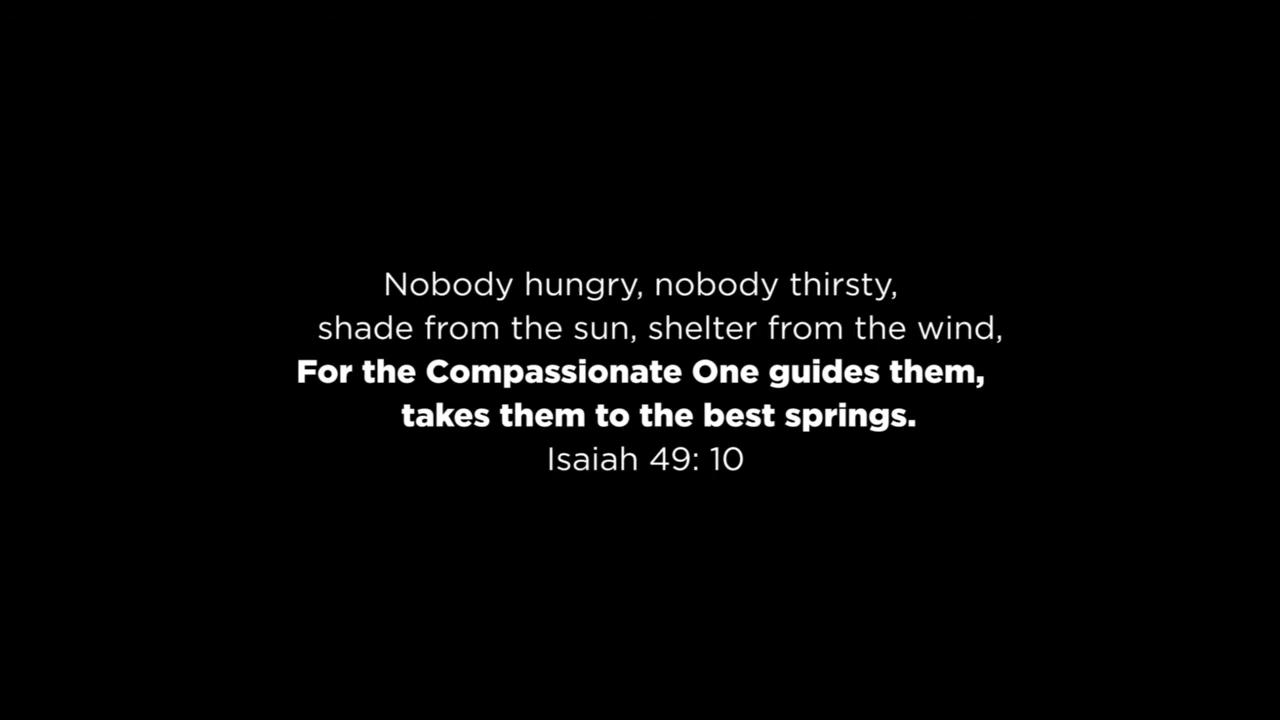 Nobody hungry, nobody thirsty,
shade from the sun, shelter from the wind,
For the Compassionate One guides them,
takes them to the best springs.
Isaiah 49: 10